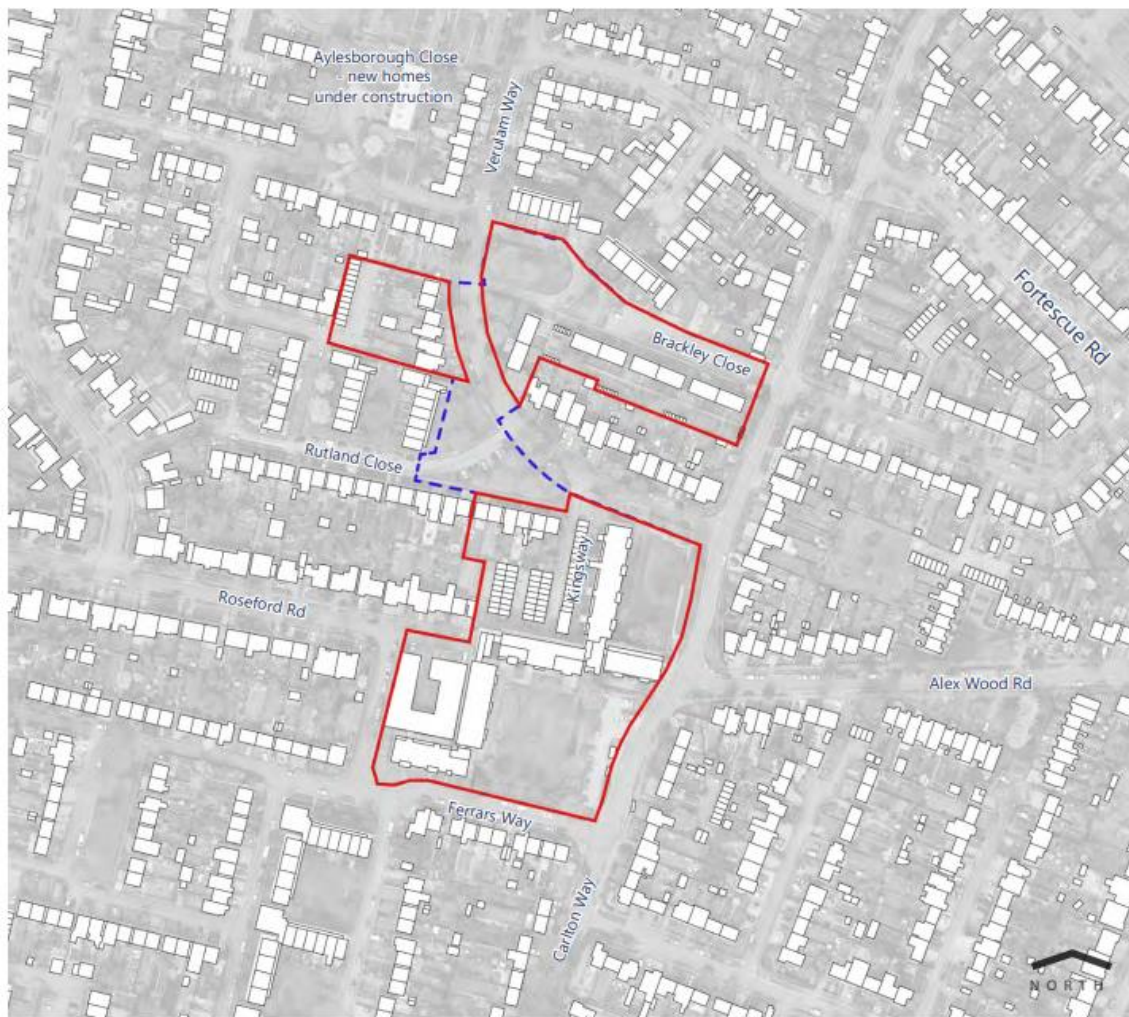 Aylesborough Close
- new homes
under construction
Verulam Way
Fortescue Rd
Brackley Close
Rutland Close
Kingsway
Roseford Rd
Alex Wood Rd
Ferrars Way
Carlton Way
NORTH